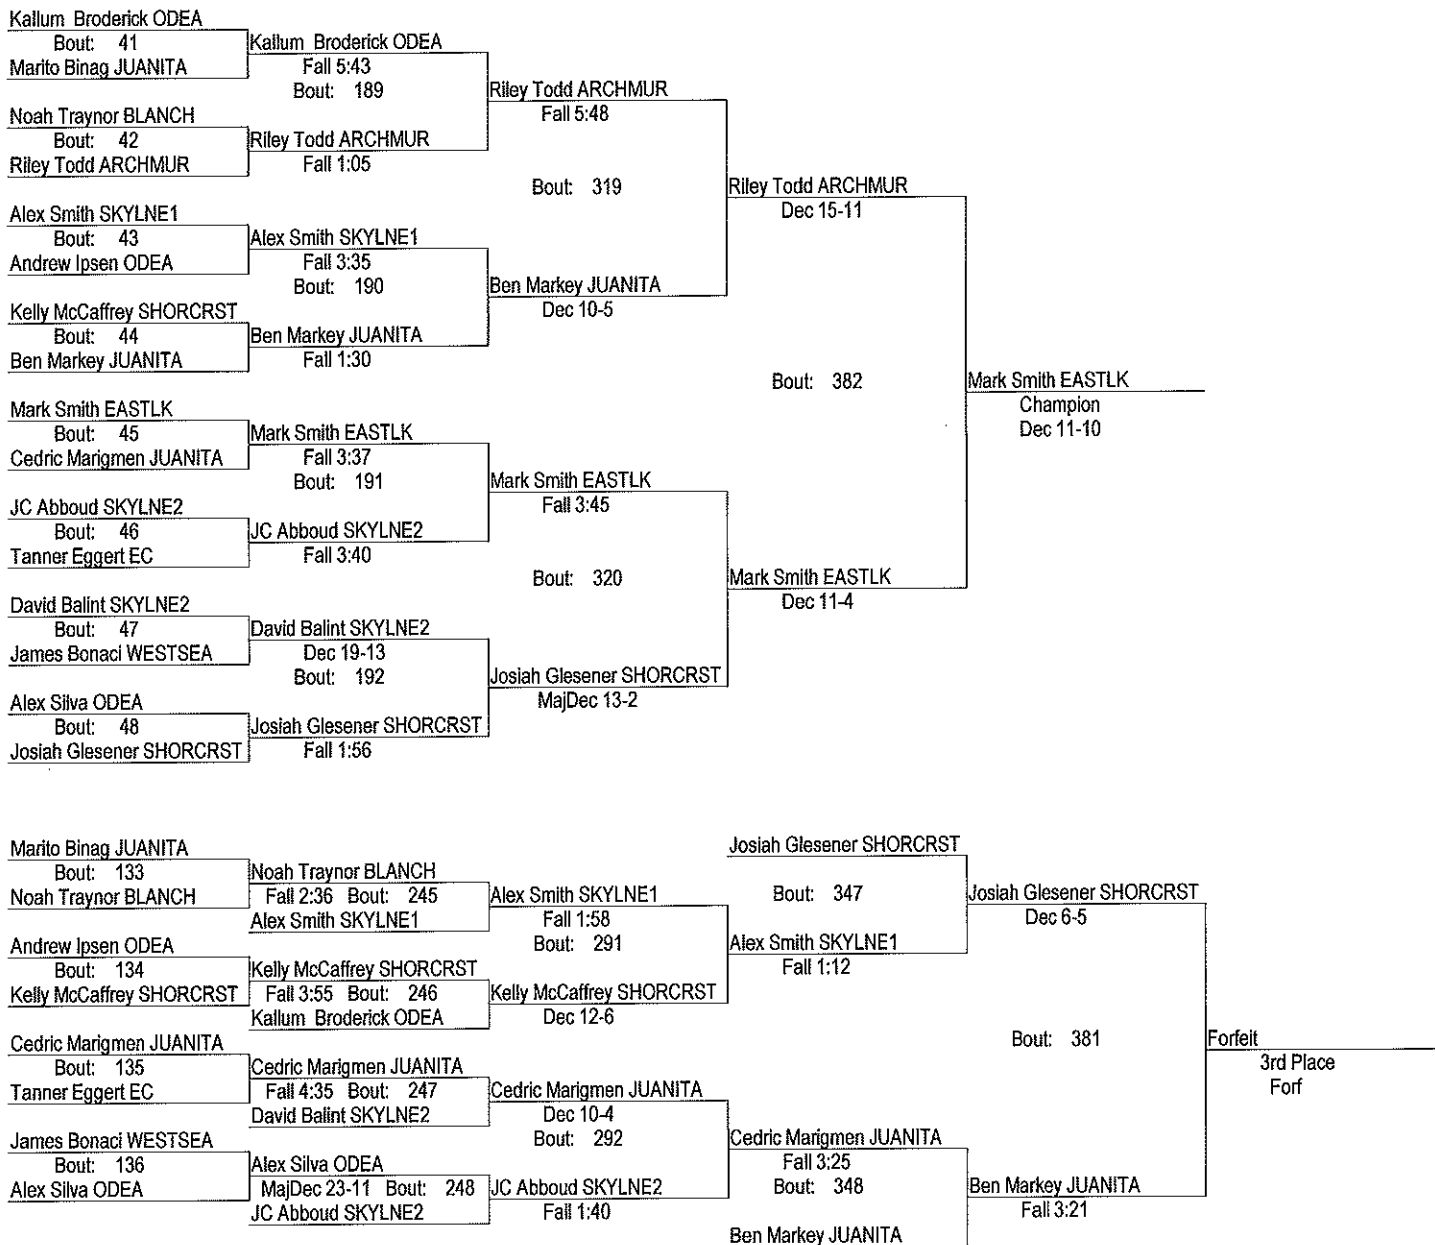 Kallum  Broderick ODEA
Bout:   41
Kallum  Broderick ODEA
Marito Binag JUANITA
Fall 5:43
Bout:   189
Riley Todd ARCHMUR
Noah Traynor BLANCH
Fall 5:48
Bout:   42
Riley Todd ARCHMUR
Riley Todd ARCHMUR
Fall 1:05
Bout:   319
Riley Todd ARCHMUR
Dec 15-11
Alex Smith SKYLNE1
Bout:   43
Alex Smith SKYLNE1
Andrew Ipsen ODEA
Fall 3:35
Bout:   190
Ben Markey JUANITA
Kelly McCaffrey SHORCRST
Dec 10-5
Bout:   44
Ben Markey JUANITA
Ben Markey JUANITA
Fall 1:30
Bout:   382
Mark Smith EASTLK
Champion
Dec 11-10
Mark Smith EASTLK
Bout:   45
Mark Smith EASTLK
Cedric Marigmen JUANITA
Fall 3:37
Bout:   191
Mark Smith EASTLK
JC Abboud SKYLNE2
Fall 3:45
Bout:   46
JC Abboud SKYLNE2
Tanner Eggert EC
Fall 3:40
Bout:   320
Mark Smith EASTLK
Dec 11-4
David Balint SKYLNE2
Bout:   47
David Balint SKYLNE2
James Bonaci WESTSEA
Dec 19-13
Bout:   192
Josiah Glesener SHORCRST
Alex Silva ODEA
MajDec 13-2
Bout:   48
Josiah Glesener SHORCRST
Josiah Glesener SHORCRST
Fall 1:56
Marito Binag JUANITA
Josiah Glesener SHORCRST
Bout:   133
Noah Traynor BLANCH
Noah Traynor BLANCH
Fall 2:36   Bout:   245
Alex Smith SKYLNE1
Bout:   347
Josiah Glesener SHORCRST
Alex Smith SKYLNE1
Fall 1:58
Dec 6-5
Andrew Ipsen ODEA
Bout:   291
Alex Smith SKYLNE1
Bout:   134
Kelly McCaffrey SHORCRST
Fall 1:12
Kelly McCaffrey SHORCRST
Fall 3:55   Bout:   246
Kelly McCaffrey SHORCRST
Kallum  Broderick ODEA
Dec 12-6
Cedric Marigmen JUANITA
Bout:   381
Forfeit
Bout:   135
Cedric Marigmen JUANITA
3rd Place
Tanner Eggert EC
Fall 4:35   Bout:   247
Cedric Marigmen JUANITA
Forf
David Balint SKYLNE2
Dec 10-4
James Bonaci WESTSEA
Bout:   292
Cedric Marigmen JUANITA
Bout:   136
Alex Silva ODEA
Fall 3:25
Alex Silva ODEA
MajDec 23-11   Bout:   248
JC Abboud SKYLNE2
Bout:   348
Ben Markey JUANITA
JC Abboud SKYLNE2
Fall 1:40
Fall 3:21
Ben Markey JUANITA